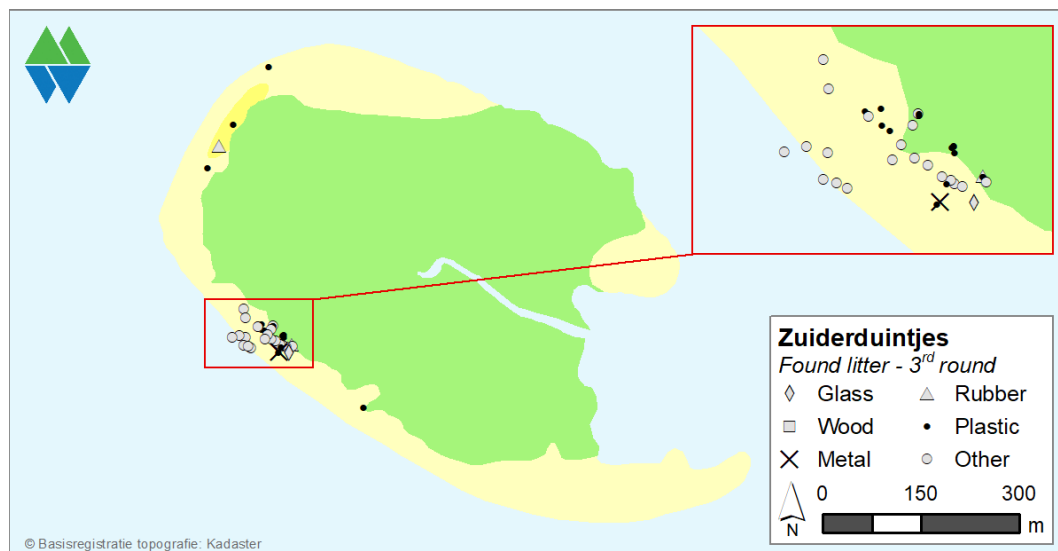 Zuiderduintjes
Found litter - 3rd round
Glass Rubber
Wood Plastic
Metal Other
N 0 150 300
m
© Basisregistratie topografie: Kadaster